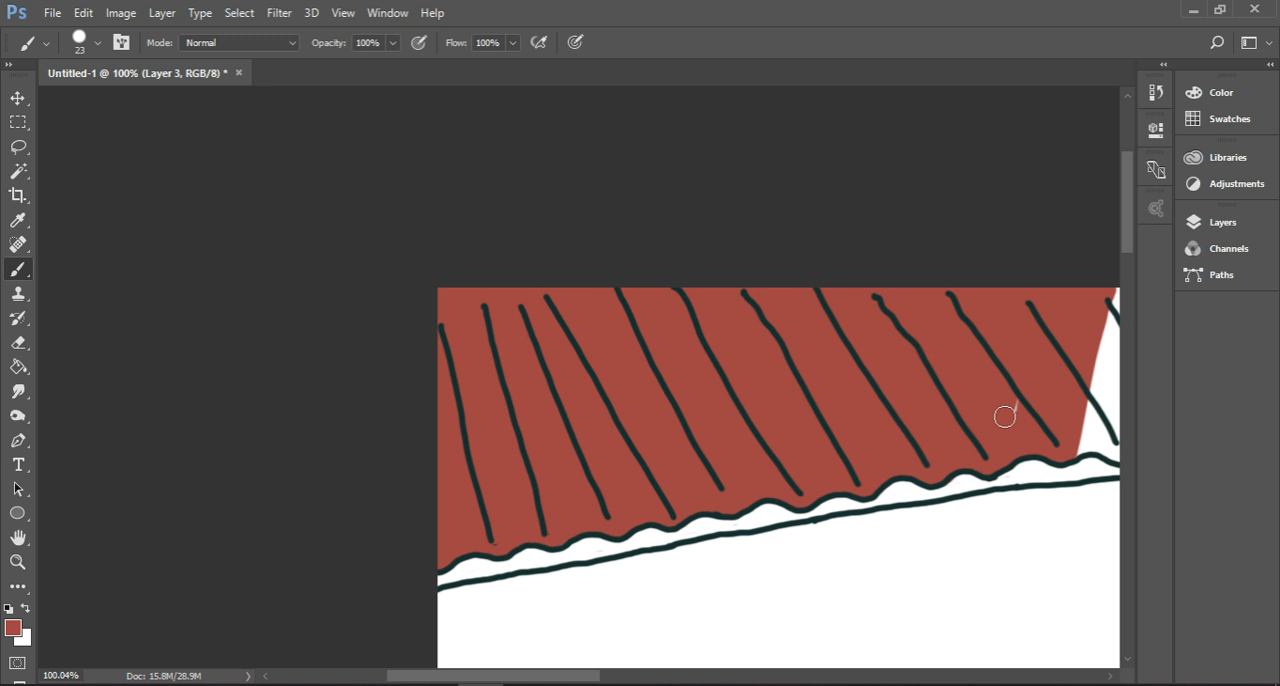 Ps File Edit Image Layer Type Select Filter 3D View Window Help
23 Mode: Normal Opacity: 100% Flow: 100%
Untitled-1 @ 100% (Layer 3, RGB/8) * ×
Color
Swatches
Libraries
Adjustments
Layers
Channels
Paths
T
100.04% Doc: 15.8M/28.9M